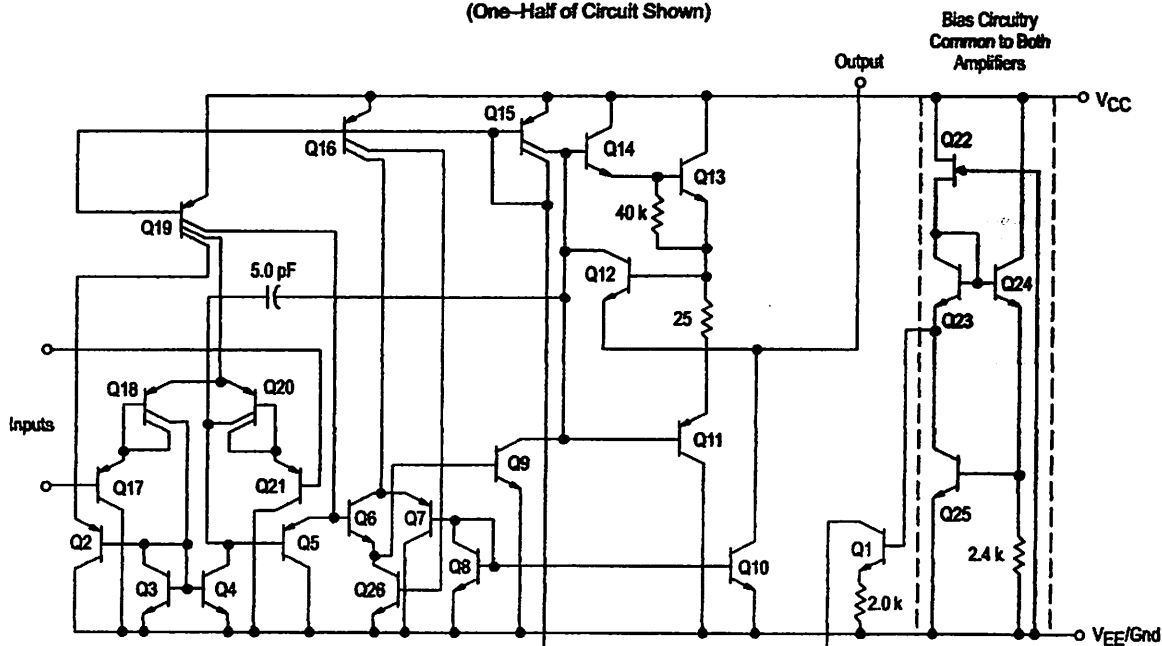 (One–Half of Circuit Shown)
Bias Circuitry
Common to Both
Amplifiers
Output
VCC
Q15
Q22
Q16
Q14
Q13
40 k
Q19
5.0 pF
Q12
Q24
Q23
25
Q18
Q20
Inputs
Q11
Q9
Q17
Q21
Q6
Q7
Q25
Q2
Q5
Q1
2.4 k
Q3
Q4
Q26
Q8
Q10
2.0 k
VEE/Gnd